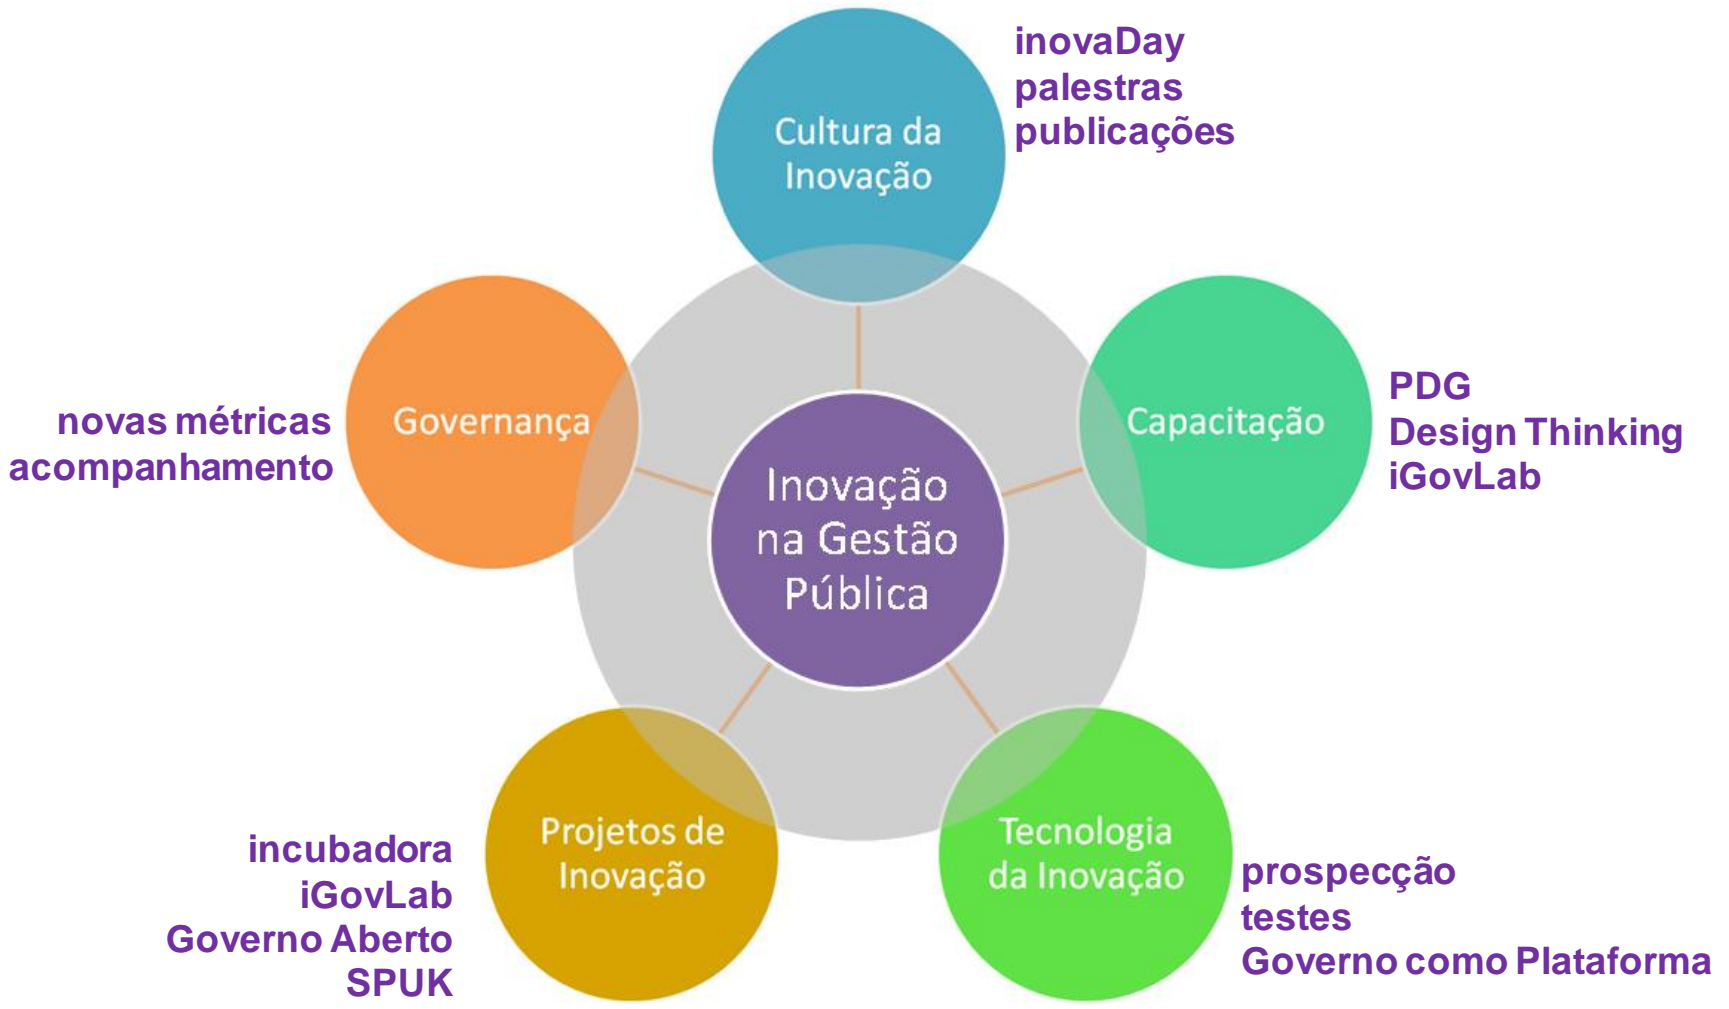 inovaDay
palestras
publicações
Cultura da
Inovação
novas métricas
acompanhamento
Governança
Capacitação
PDG
Design Thinking
iGovLab
Inovação
na Gestão
Pública
incubadora
iGovLab
Governo Aberto
SPUK
Projetos de
Inovação
Tecnologia
da Inovação
prospecção
testes
Governo como Plataforma